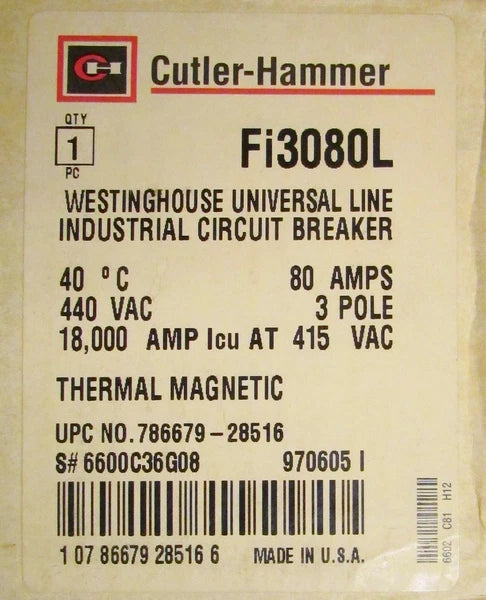 CH Cutler-Hammer
QTY
1
PC
Fi3080L
WESTINGHOUSE UNIVERSAL LINE
INDUSTRIAL CIRCUIT BREAKER
40 °C 80 AMPS
440 VAC 3 POLE
18,000 AMP Icu AT 415 VAC
THERMAL MAGNETIC
UPC NO. 786679-28516
S# 6600C36G08 970605 I
1 07 86679 28516 6 MADE IN U.S.A.
6602 C81 H12